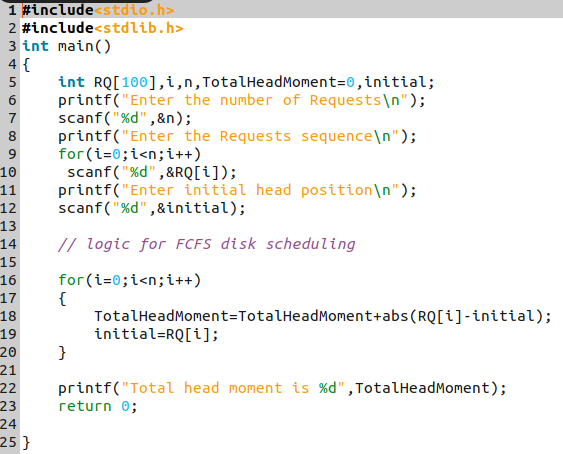 1 #include<stdio.h>
2 #include<stdlib.h>
3 int main()
4 {
5     int RQ[100],i,n,TotalHeadMoment=0,initial;
6     printf("Enter the number of Requests\n");
7     scanf("%d",&n);
8     printf("Enter the Requests sequence\n");
9     for(i=0;i<n;i++)
10      scanf("%d",&RQ[i]);
11     printf("Enter initial head position\n");
12     scanf("%d",&initial);
13
14     // logic for FCFS disk scheduling
15
16     for(i=0;i<n;i++)
17     {
18         TotalHeadMoment=TotalHeadMoment+abs(RQ[i]-initial);
19         initial=RQ[i];
20     }
21
22     printf("Total head moment is %d",TotalHeadMoment);
23     return 0;
24
25 }